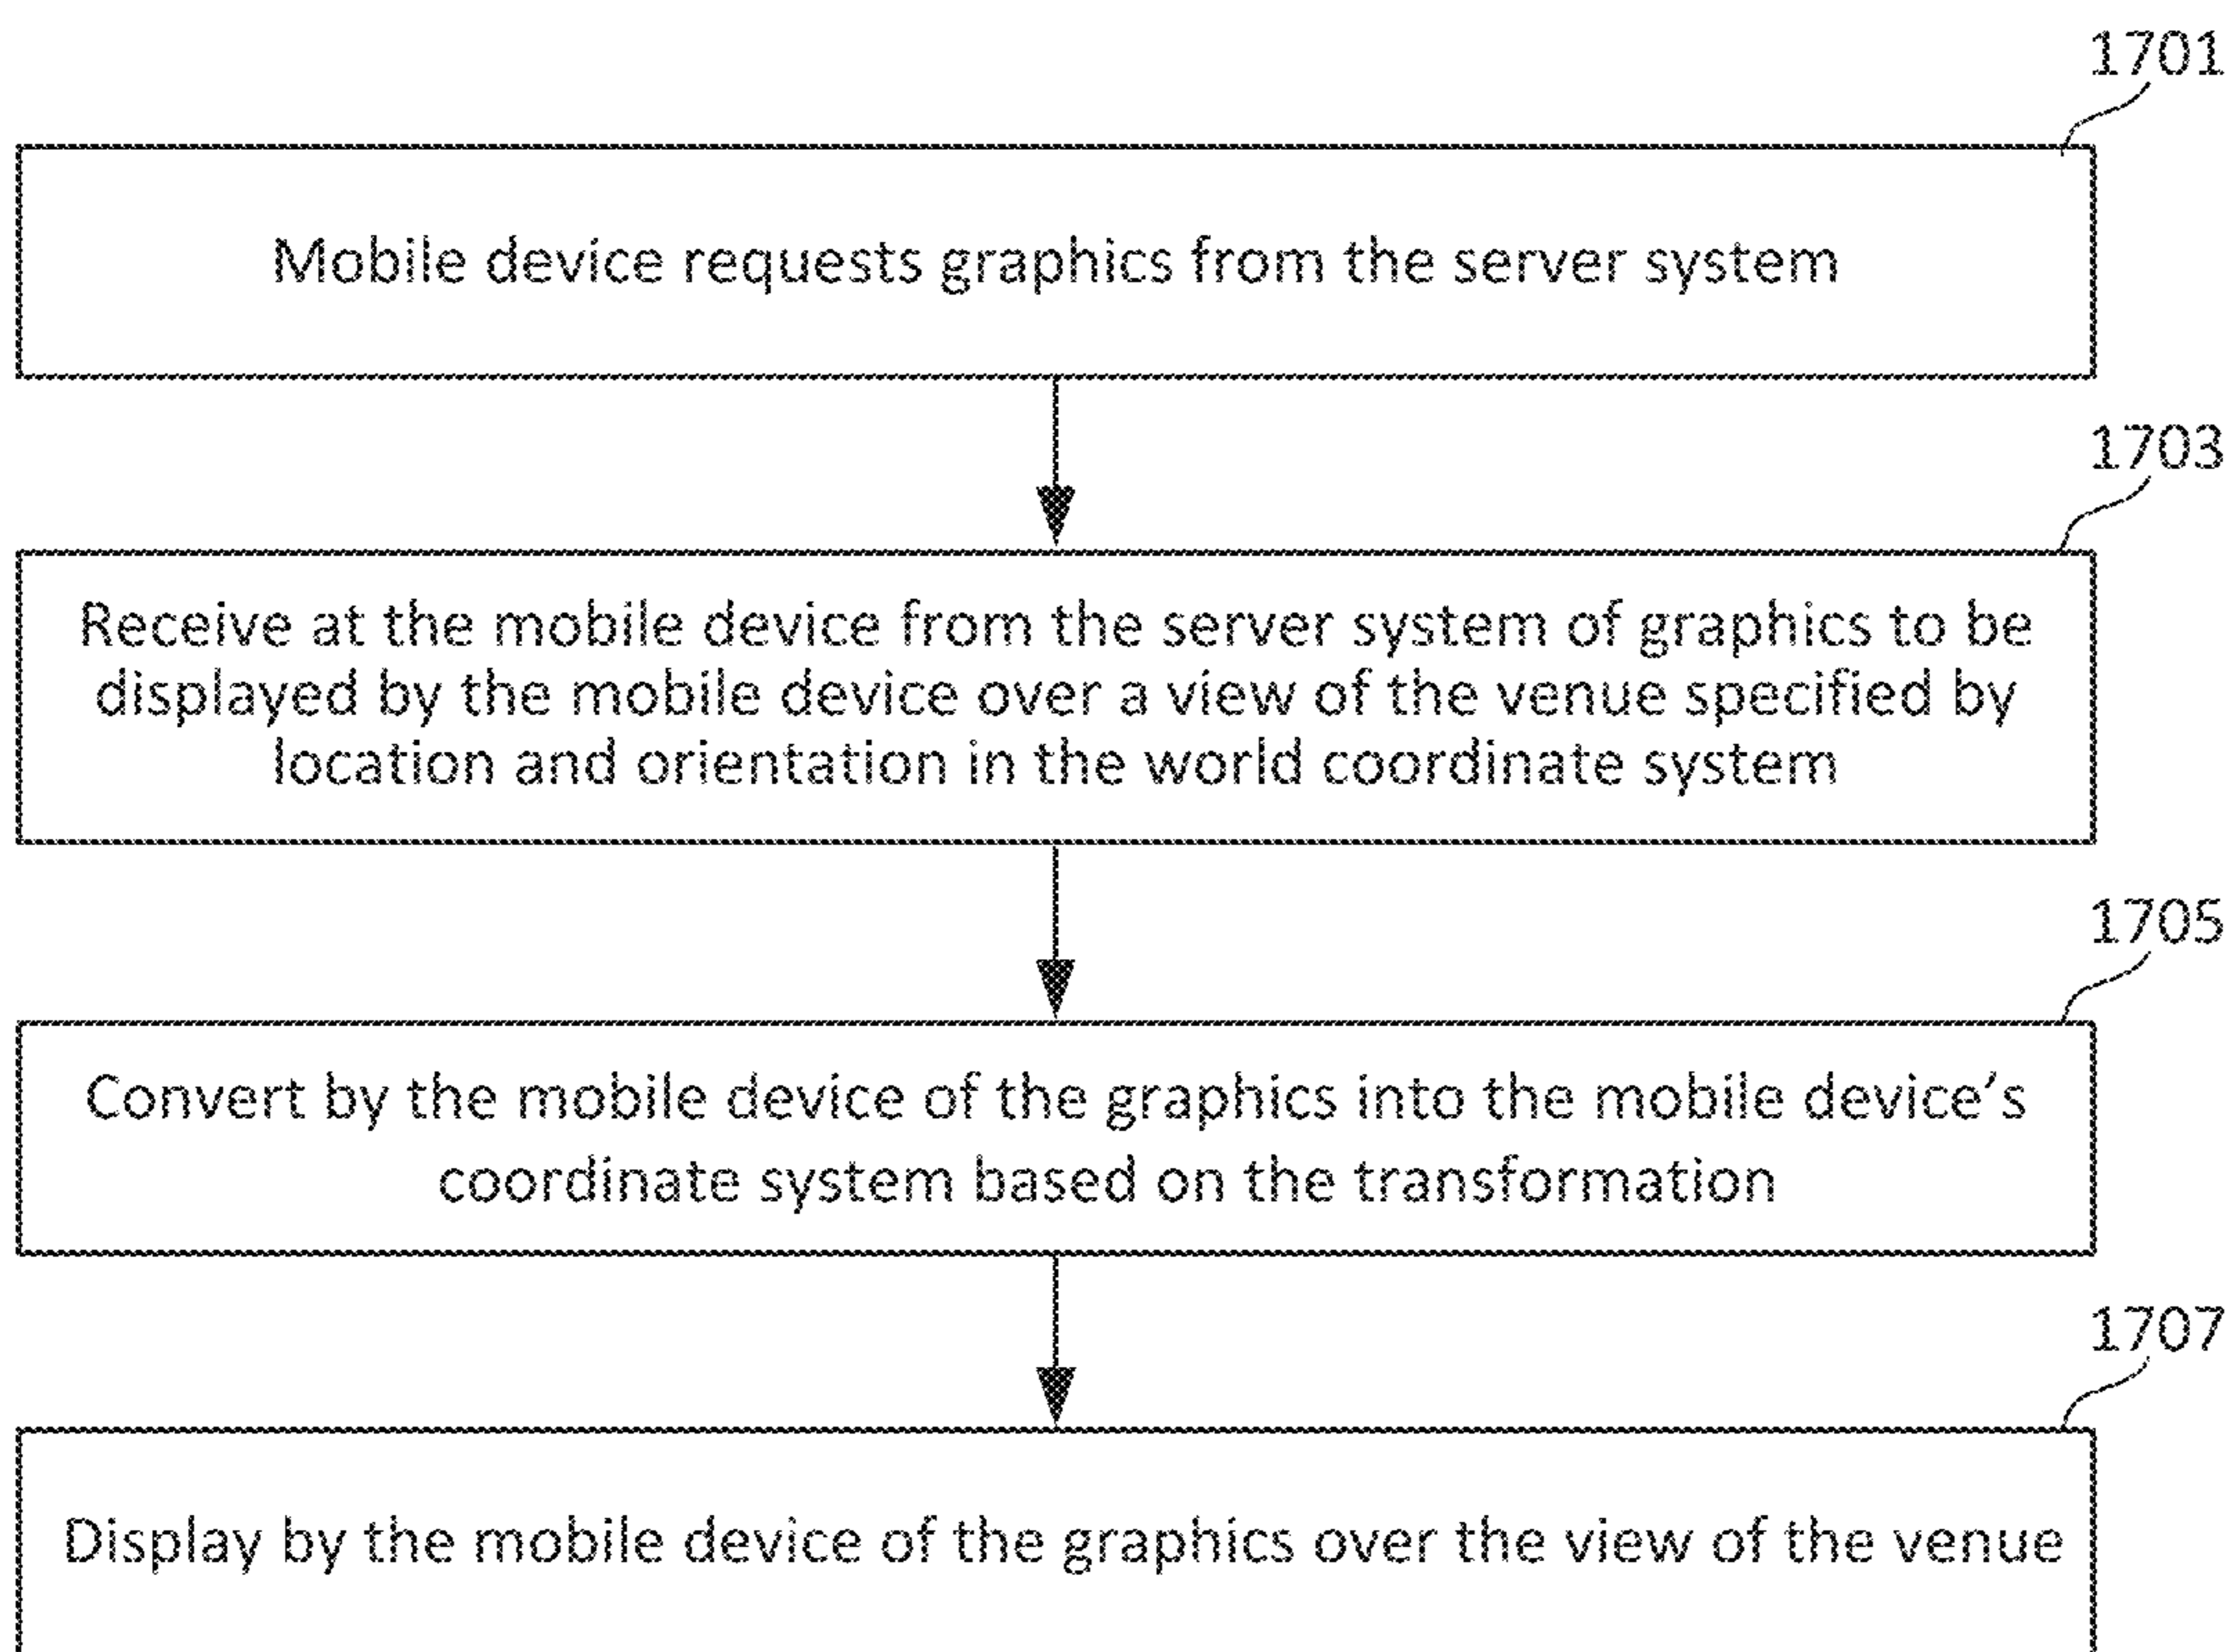 1701
Mobile device requests graphics from the server system
1703
Receive at the mobile device from the server system of graphics to be
displayed by the mobile device over a view of the venue specified by
location and orientation in the world coordinate system
1705
Convert by the mobile device of the graphics into the mobile device's
coordinate system based on the transformation
1707
Display by the mobile device of the graphics over the view of the venue